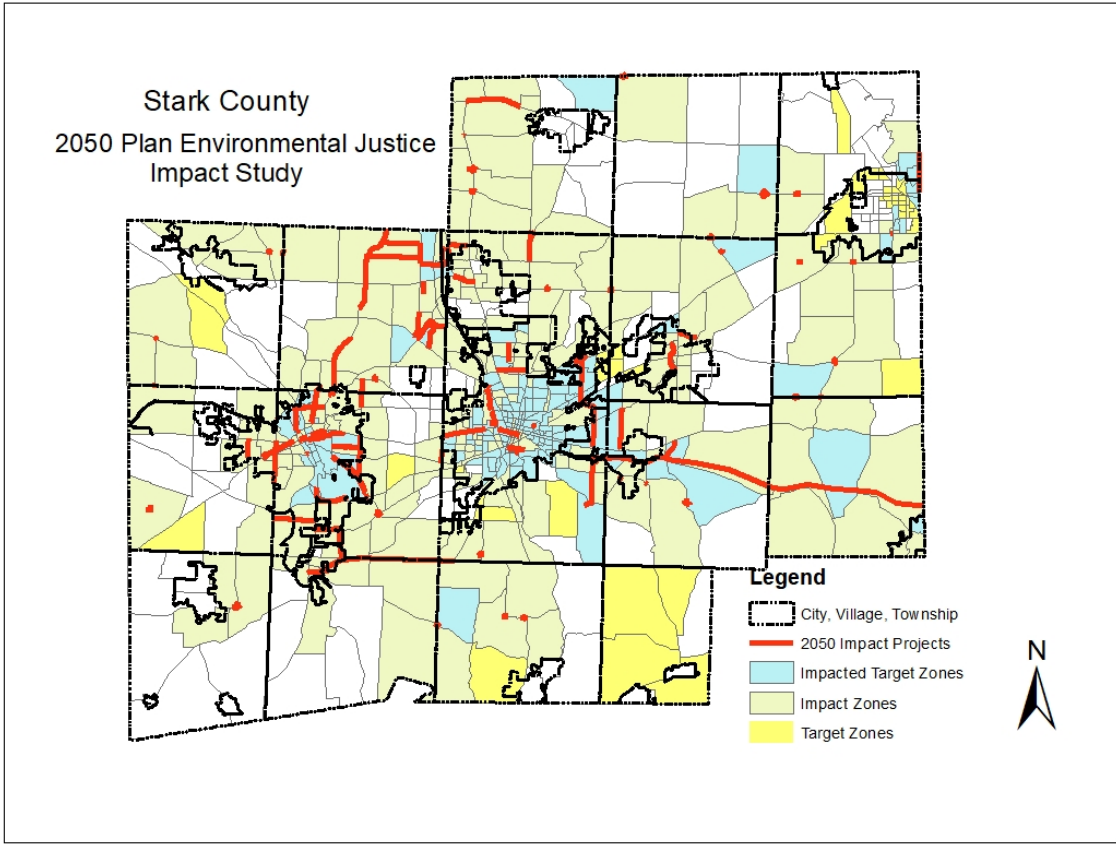 Stark County
2050 Plan Environmental Justice
Impact Study
Legend
City, Village, Township
2050 Impact Projects
Impacted Target Zones
Impact Zones
Target Zones
N